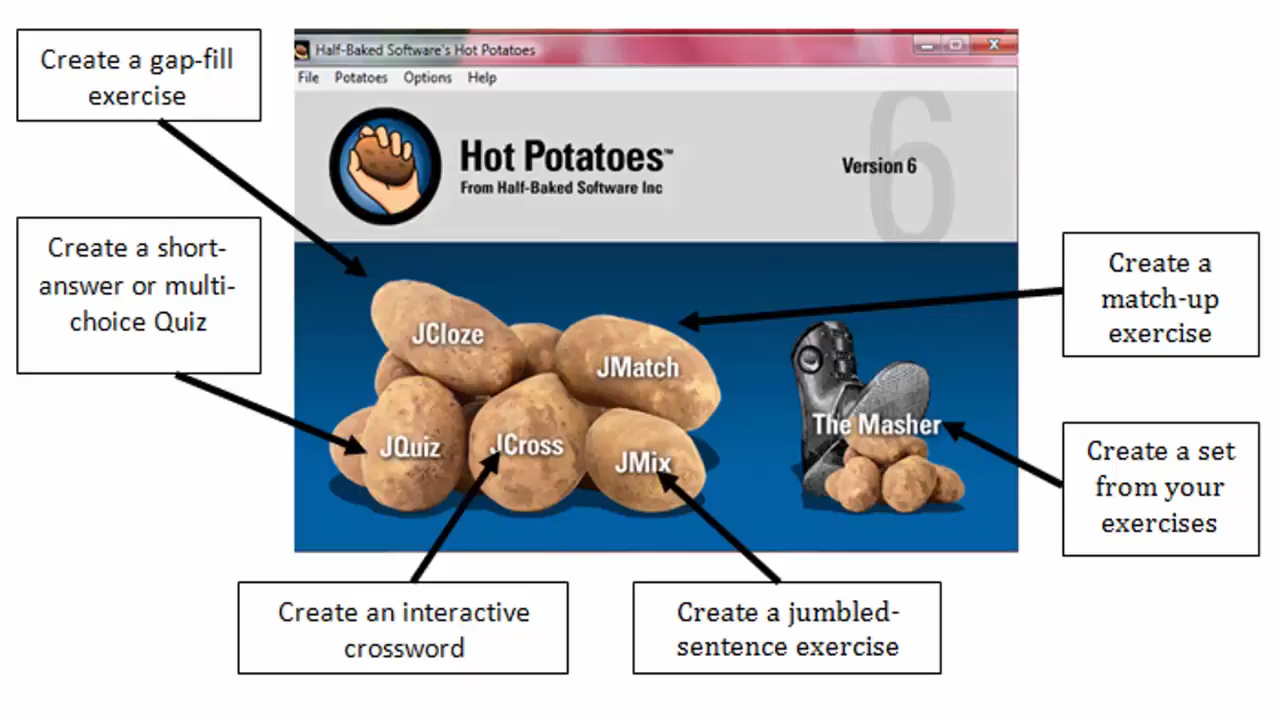 Create a gap-fill
exercise
Half-Baked Software's Hot Potatoes
File Potatoes Options Help
Hot Potatoes™
From Half-Baked Software Inc
6
Version 6
Create a short-
answer or multi-
choice Quiz
Create a
match-up
exercise
JCloze
JMatch
The Masher
JQuiz
JCross
JMix
Create a set
from your
exercises
Create an interactive
crossword
Create a jumbled-
sentence exercise